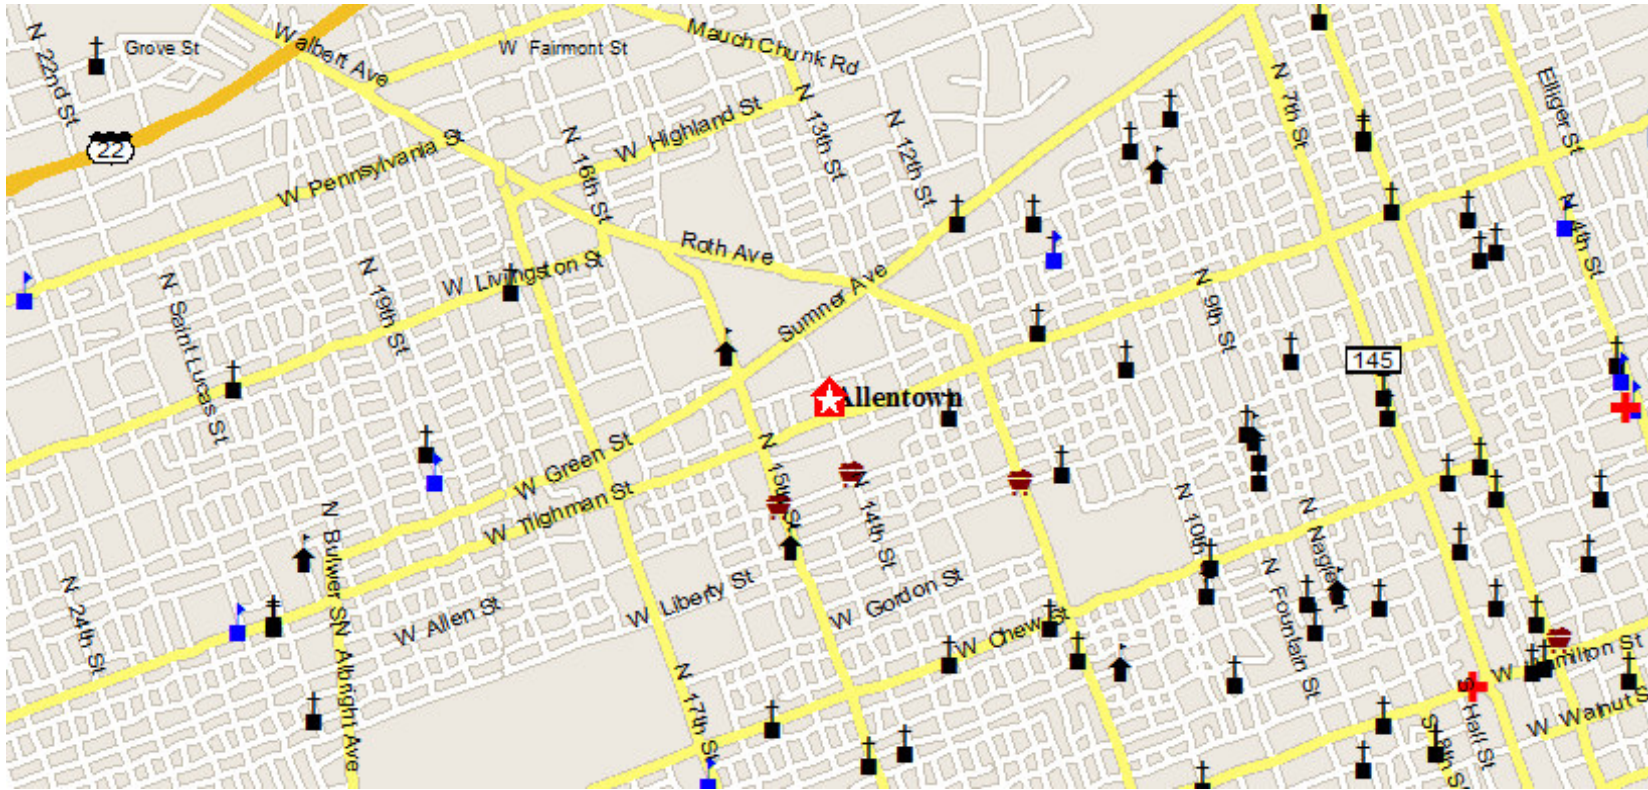 Grove St
Walbert Ave
W Fairmont St
Mauch Chunk Rd
N 22nd St
22
W Pennsylvania St
N 16th St
W Highland St
N 13th St
N 12th St
N 7th St
Elliger St
N 4th St
N Saint Lucas St
N 19th St
W Livingston St
Roth Ave
Sumner Ave
N 9th St
145
Allentown
W Green St
W Tilghman St
N 15th St
N 14th St
N 10th
N Nagle St
N Fountain St
N Bulwer St
N Albright Ave
N 24th St
W Allen St
W Liberty St
W Gordon St
W Chew St
N 17th St
W Hamilton St
S Hall St
S 8th St
W Walnut S